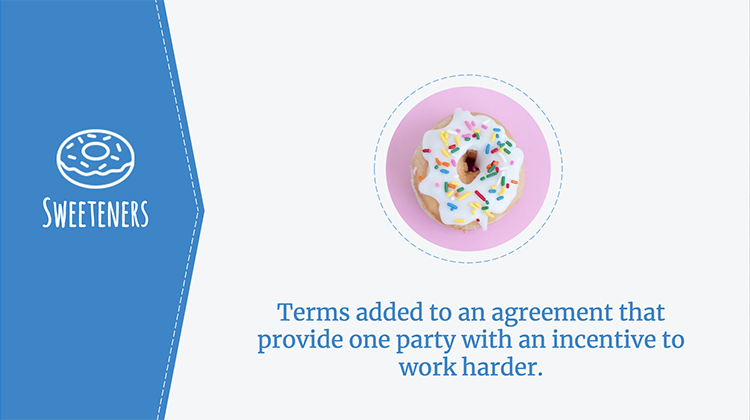 Sweeteners
Terms added to an agreement that
provide one party with an incentive to
work harder.